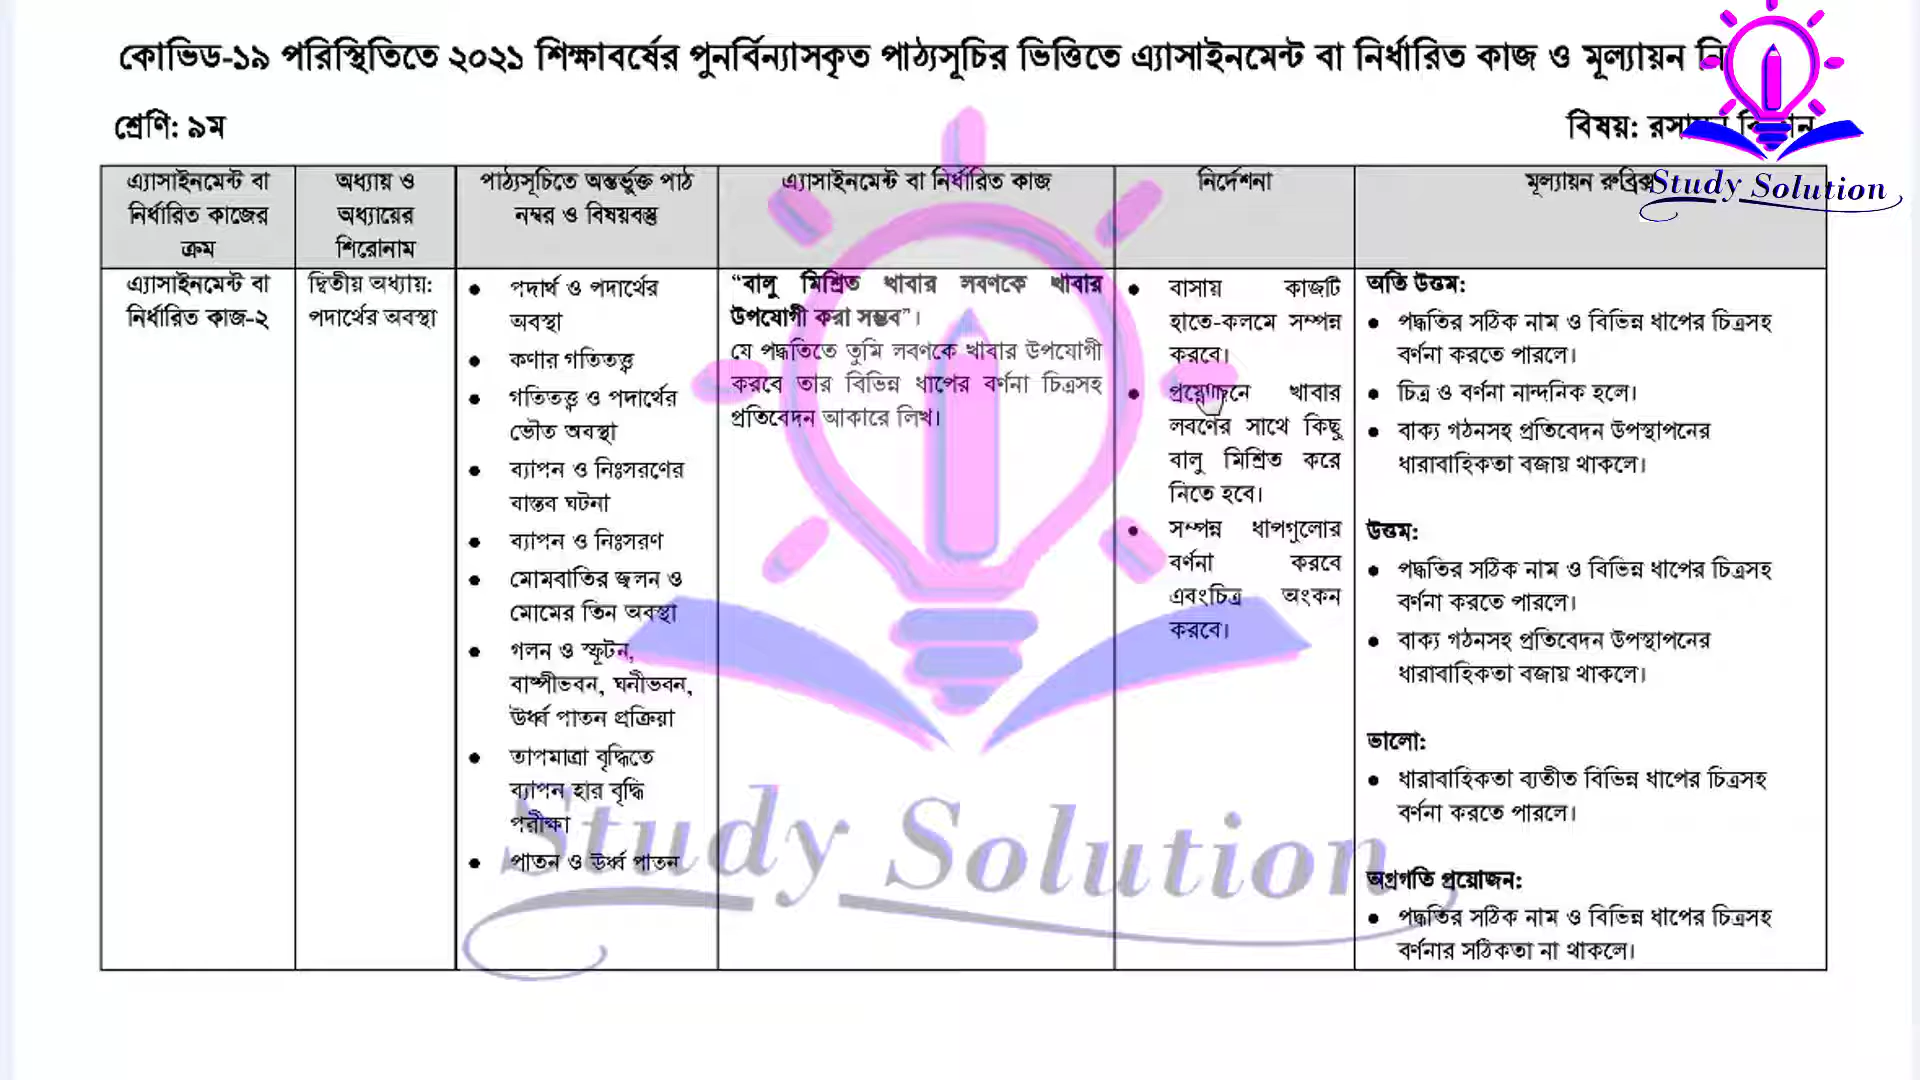 কোভিড-১৯ পরিস্থিতিতে ২০২১ শিক্ষাবর্ষের পুনর্বিন্যাসকৃত পাঠ্যসূচির ভিত্তিতে এ্যাসাইনমেন্ট বা নির্ধারিত কাজ ও মূল্যায়ন
শ্রেণি: ৯ম
বিষয়:
Study Solution
এ্যাসাইনমেন্ট বা
নির্ধারিত কাজের
ক্রম
অধ্যায় ও
অধ্যায়ের
শিরোনাম
পাঠ্যসূচিতে অন্তর্ভুক্ত পাঠ
নম্বর ও বিষয়বস্তু
এ্যাসাইনমেন্ট বা নির্ধারিত কাজ
নির্দেশনা
মূল্যায়ন রুব্রিক্স
এ্যাসাইনমেন্ট বা
নির্ধারিত কাজ-২
দ্বিতীয় অধ্যায়:
পদার্থের অবস্থা
● পদার্থ ও পদার্থের
অবস্থা
● কণার গতিতত্ত্ব
● গতিতত্ত্ব ও পদার্থের
ভৌত অবস্থা
● ব্যাপন ও নিঃসরণের
বাস্তব ঘটনা
● ব্যাপন ও নিঃসরণ
● মোমবাতির জ্বলন ও
মোমের তিন অবস্থা
● গলন ও স্ফূটন,
বাষ্পীভবন, ঘনীভবন,
উর্ধ্ব পাতন প্রক্রিয়া
● তাপমাত্রা বৃদ্ধিতে
ব্যাপন হার বৃদ্ধি
পরীক্ষা
● পাতন ও উর্ধ্ব পাতন
“বালু মিশ্রিত খাবার লবণকে খাবার
উপযোগী করা সম্ভব”।
যে পদ্ধতিতে তুমি লবণকে খাবার উপযোগী
করবে তার বিভিন্ন ধাপের বর্ণনা চিত্রসহ
প্রতিবেদন আকারে লিখ।
● বাসায় কাজটি
হাতে-কলমে সম্পন্ন
করবে।
● প্রয়োজনে খাবার
লবণের সাথে কিছু
বালু মিশ্রিত করে
নিতে হবে।
● সম্পন্ন ধাপগুলোর
বর্ণনা করবে
এবংচিত্র অংকন
করবে।
অতি উত্তম:
● পদ্ধতির সঠিক নাম ও বিভিন্ন ধাপের চিত্রসহ
বর্ণনা করতে পারলে।
● চিত্র ও বর্ণনা নান্দনিক হলে।
● বাক্য গঠনসহ প্রতিবেদন উপস্থাপনের
ধারাবাহিকতা বজায় থাকলে।
উত্তম:
● পদ্ধতির সঠিক নাম ও বিভিন্ন ধাপের চিত্রসহ
বর্ণনা করতে পারলে।
● বাক্য গঠনসহ প্রতিবেদন উপস্থাপনের
ধারাবাহিকতা বজায় থাকলে।
ভালো:
● ধারাবাহিকতা ব্যতীত বিভিন্ন ধাপের চিত্রসহ
বর্ণনা করতে পারলে।
অগ্রগতি প্রয়োজন:
● পদ্ধতির সঠিক নাম ও বিভিন্ন ধাপের চিত্রসহ
বর্ণনার সঠিকতা না থাকলে।
Study Solution